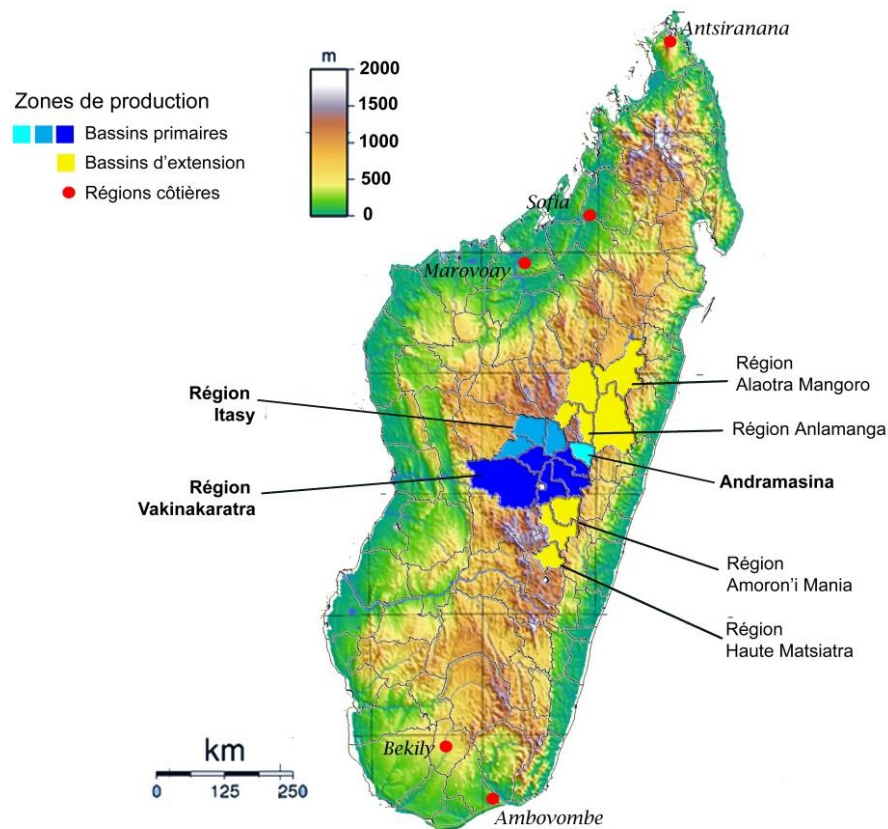 Antsiranana
m
2000
1500
1000
500
0
Zones de production
Bassins primaires
Bassins d'extension
Régions côtières
Sofia
Marovoay
Région
Alaotra Mangoro
Région
Itasy
Région Anlamanga
Région
Vakinakaratra
Andramasina
Région
Amoron'i Mania
Région
Haute Matsiatra
km
0 125 250
Bekily
Ambovombe